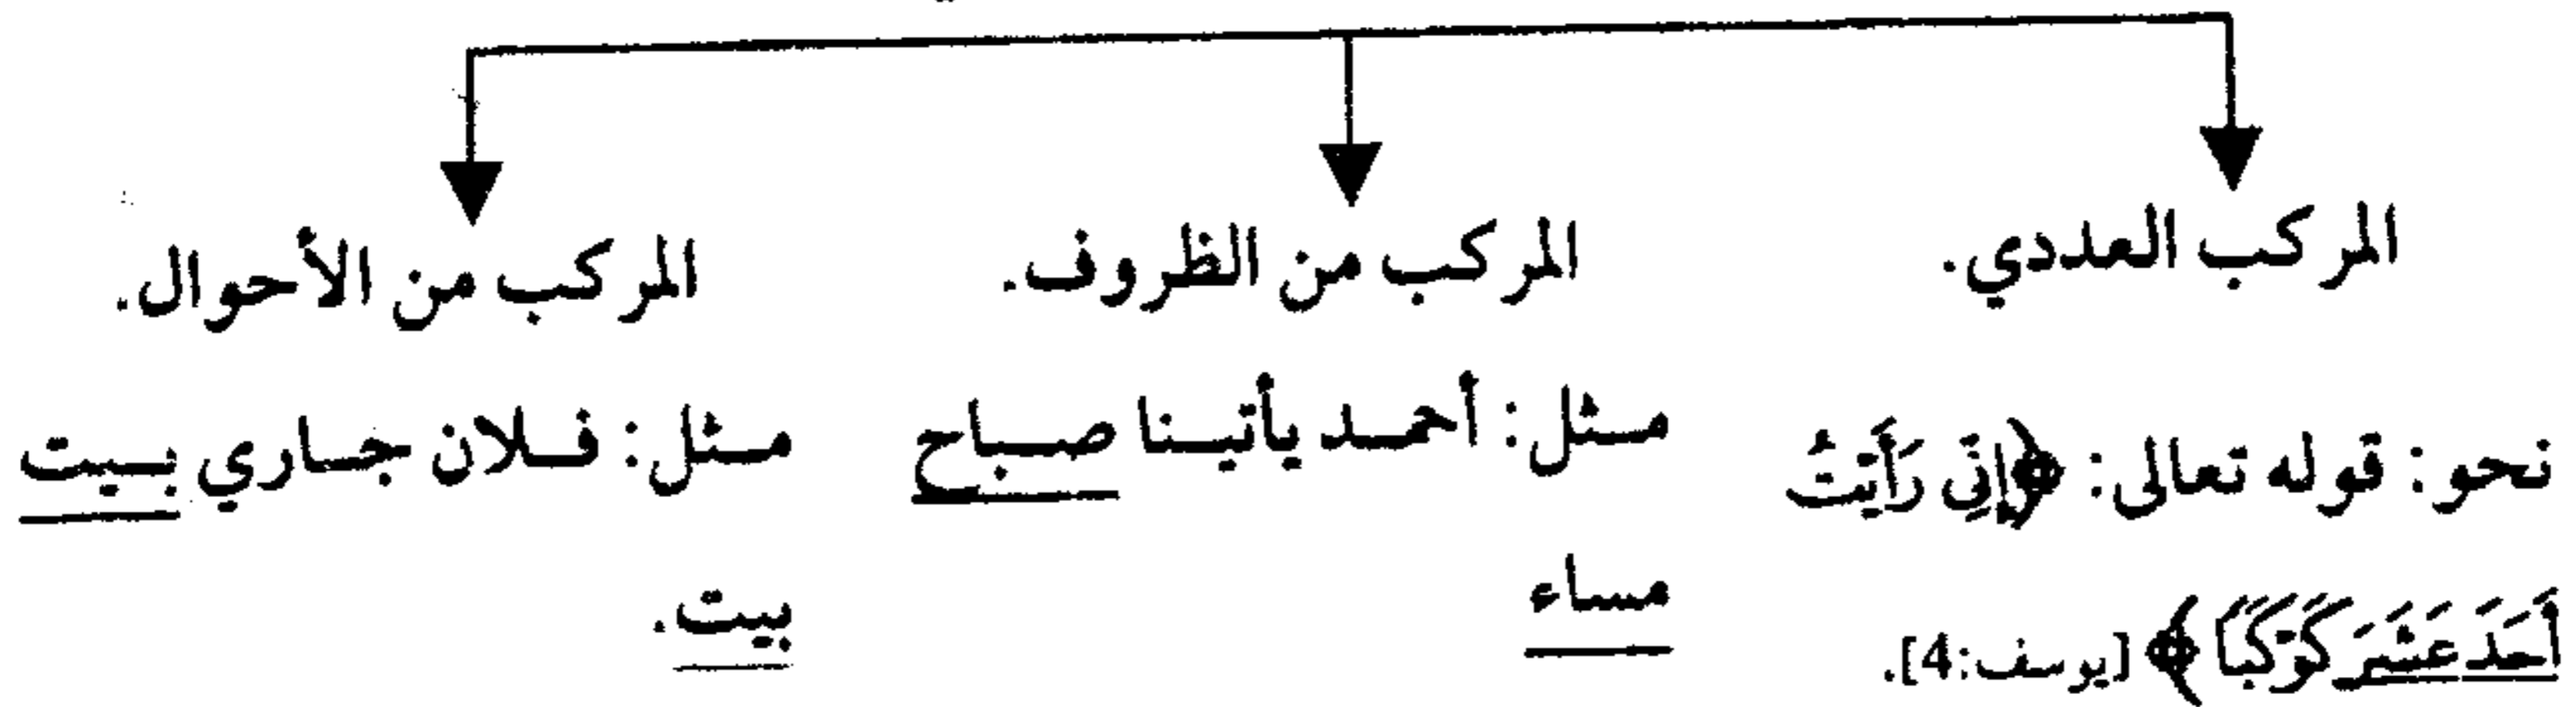 المركب العددي.
نحو: قوله تعالى: ﴿إِنِّي رَأَيْتُ
أَحَدَ عَشَرَ كَوْكَبًا﴾ [يوسف:4].
المركب من الظروف.
مثل: أحمد يأتينا صباح
مساء
المركب من الأحوال.
مثل: فلان جاري بيت
بيت.